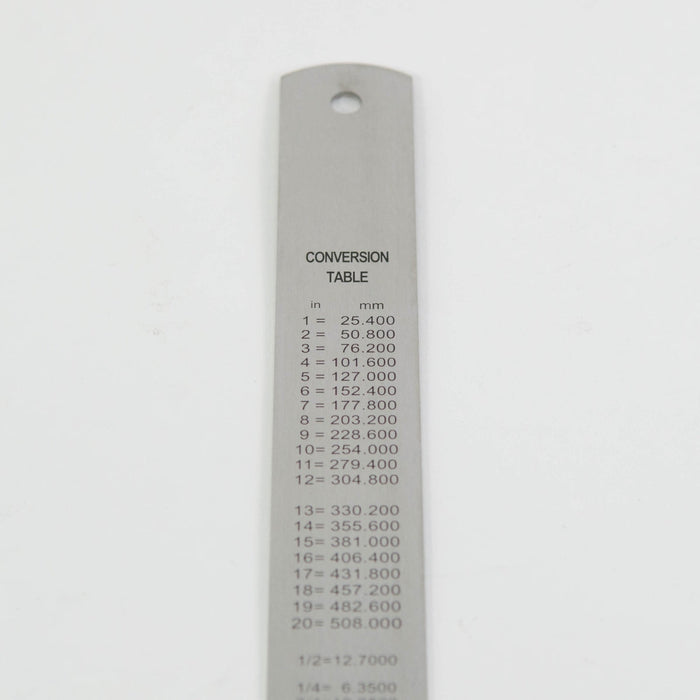 CONVERSION
TABLE
in mm
1 = 25.400
2 = 50.800
3 = 76.200
4 = 101.600
5 = 127.000
6 = 152.400
7 = 177.800
8 = 203.200
9 = 228.600
10= 254.000
11= 279.400
12= 304.800
13= 330.200
14= 355.600
15= 381.000
16= 406.400
17= 431.800
18= 457.200
19= 482.600
20= 508.000
1/2=12.7000
1/4= 6.3500